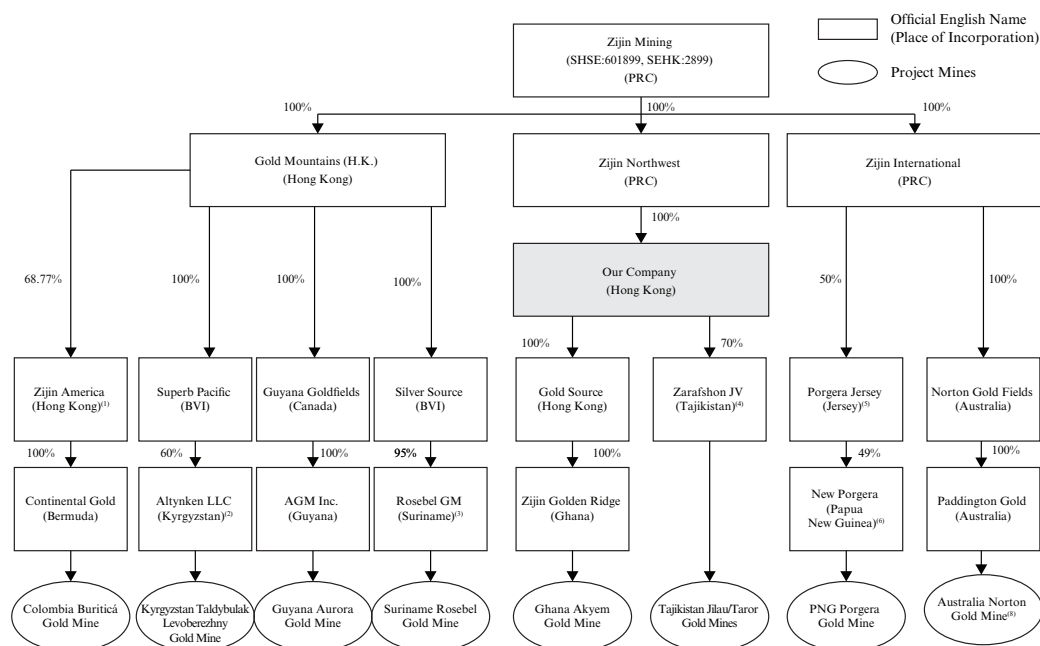 Official English Name
(Place of Incorporation)
Project Mines
Zijin Mining
(SHSE:601899, SEHK:2899)
(PRC)
100%
100%
100%
Gold Mountains (H.K.)
(Hong Kong)
Zijin Northwest
(PRC)
Zijin International
(PRC)
100%
Our Company
(Hong Kong)
68.77%
100%
100%
100%
50%
100%
100%
70%
Zijin America
(Hong Kong)(1)
Superb Pacific
(BVI)
Guyana Goldfields
(Canada)
Silver Source
(BVI)
Gold Source
(Hong Kong)
Zarafshon JV
(Tajikistan)(4)
Porgera Jersey
(Jersey)(5)
Norton Gold Fields
(Australia)
100%
60%
100%
95%
100%
49%
100%
Continental Gold
(Bermuda)
Altynken LLC
(Kyrgyzstan)(2)
AGM Inc.
(Guyana)
Rosebel GM
(Suriname)(3)
Zijin Golden Ridge
(Ghana)
New Porgera
(Papua
New Guinea)(6)
Paddington Gold
(Australia)
Colombia Buriticá
Gold Mine
Kyrgyzstan Taldybulak
Levoberezhny
Gold Mine
Guyana Aurora
Gold Mine
Suriname Rosebel
Gold Mine
Ghana Akyem
Gold Mine
Tajikistan Jilau/Taror
Gold Mines
PNG Porgera
Gold Mine
Australia Norton
Gold Mine(8)